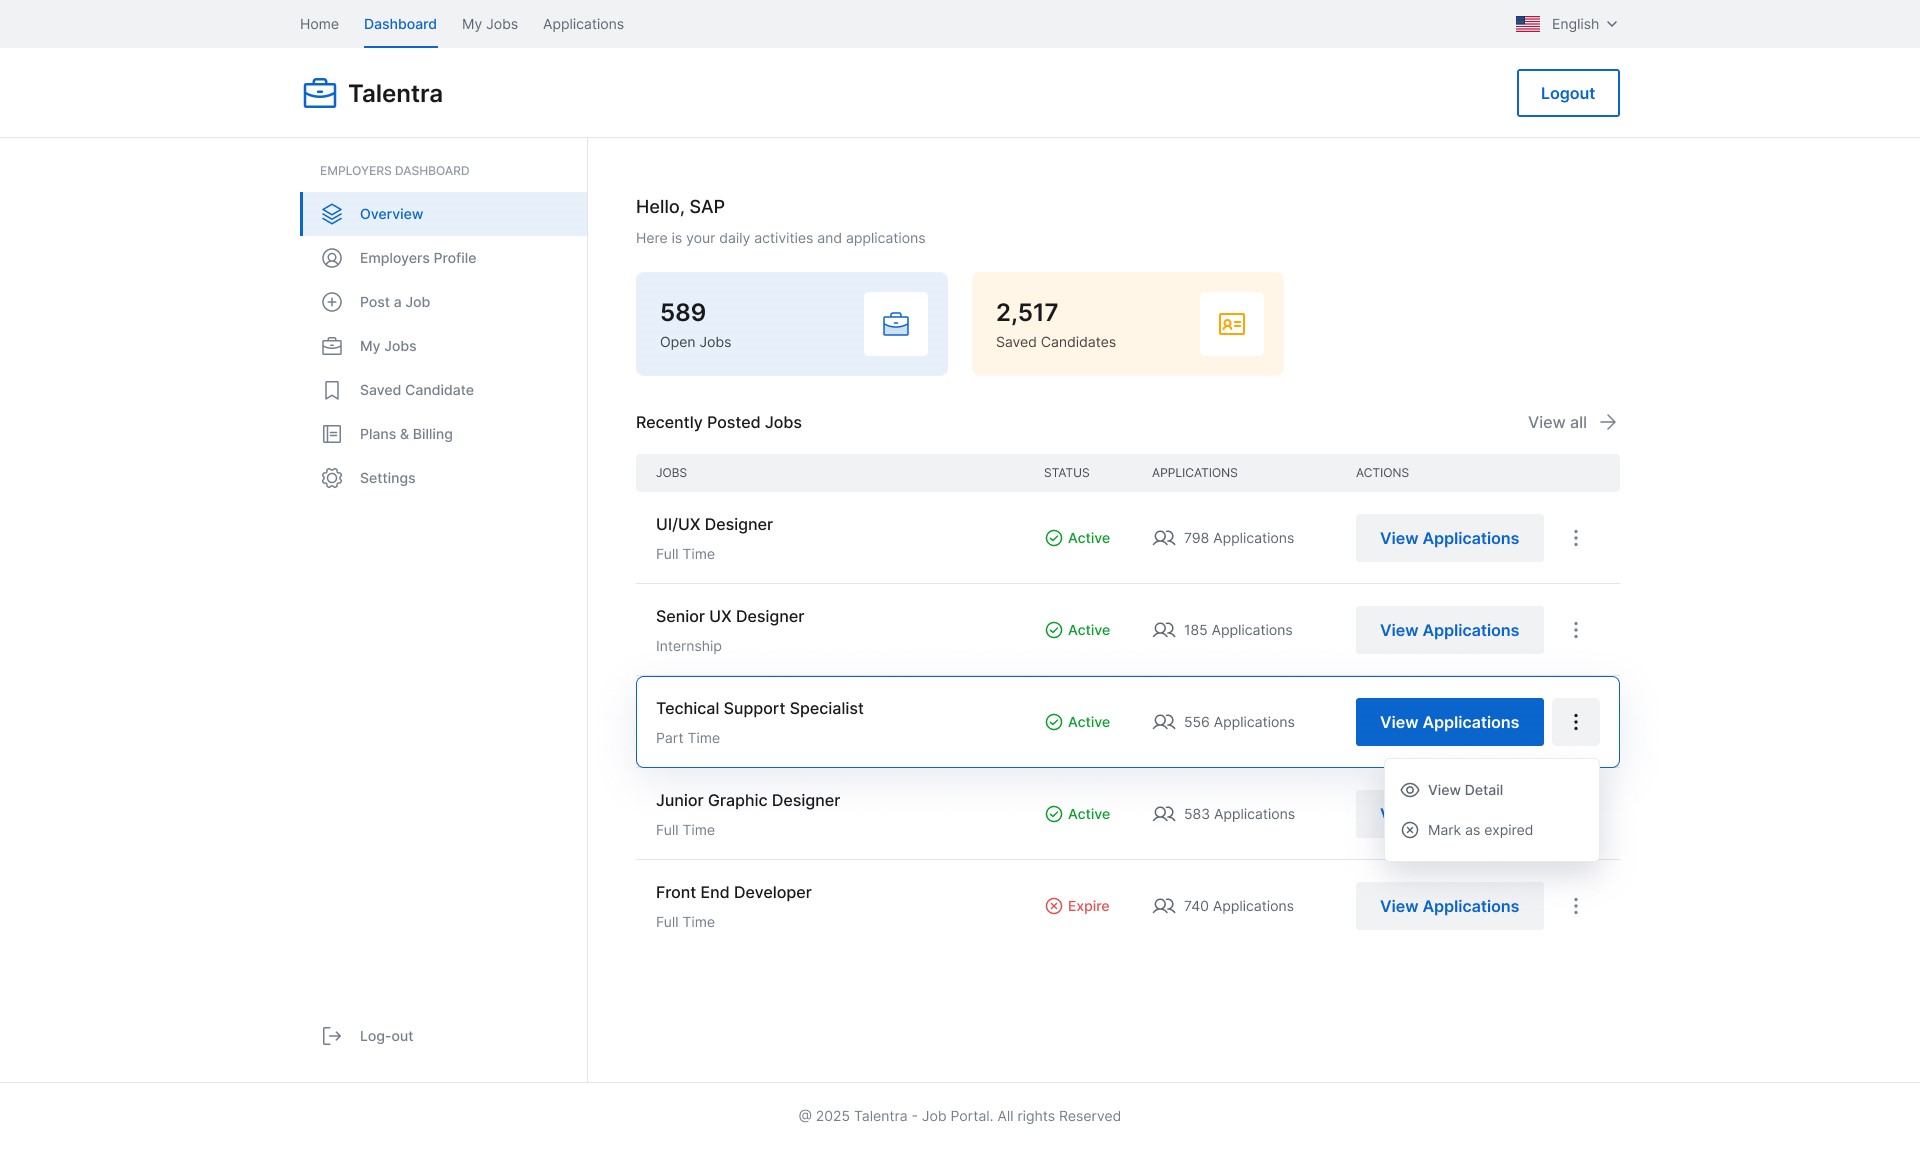 Home Dashboard My Jobs Applications English
Talentra
Logout
EMPLOYERS DASHBOARD
Overview
Employers Profile
Post a Job
My Jobs
Saved Candidate
Plans & Billing
Settings
Log-out
Hello, SAP
Here is your daily activities and applications
589
Open Jobs
2,517
Saved Candidates
Recently Posted Jobs
View all
JOBS STATUS APPLICATIONS ACTIONS
UI/UX Designer
Full Time
Active 798 Applications View Applications
Senior UX Designer
Internship
Active 185 Applications View Applications
Techical Support Specialist
Part Time
Active 556 Applications View Applications
View Detail
Mark as expired
Junior Graphic Designer
Full Time
Active 583 Applications
Front End Developer
Full Time
Expire 740 Applications View Applications
@ 2025 Talentra - Job Portal. All rights Reserved